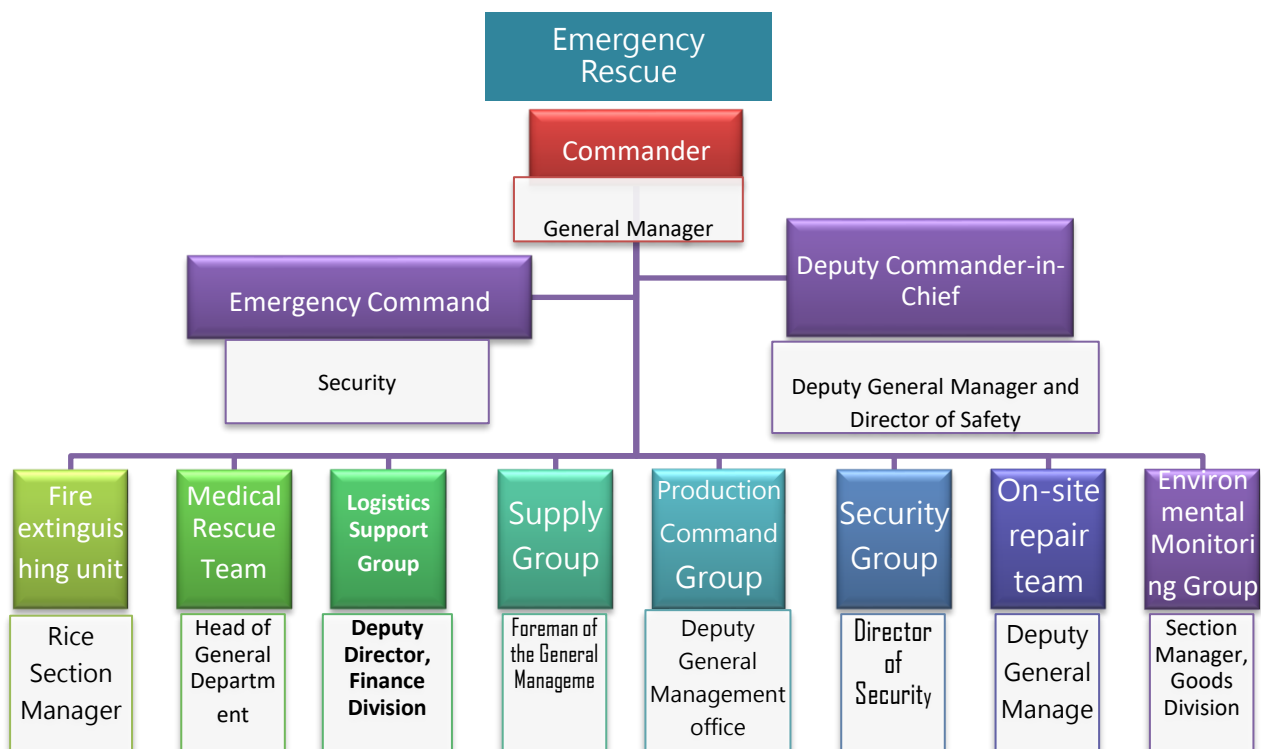 Emergency
Rescue
Commander
General Manager
Emergency Command
Security
Deputy Commander-in-
Chief
Deputy General Manager and
Director of Safety
Fire
extinguis
hing unit
Rice
Section
Manager
Medical
Rescue
Team
Head of
General
Departm
ent
Logistics
Support
Group
Deputy
Director,
Finance
Division
Supply
Group
Foreman of
the General
Manageme
Production
Command
Group
Deputy
General
Management
office
Security
Group
Director
of
Security
On-site
repair
team
Deputy
General
Manage
Environ
mental
Monitori
ng Group
Section
Manager,
Goods
Division